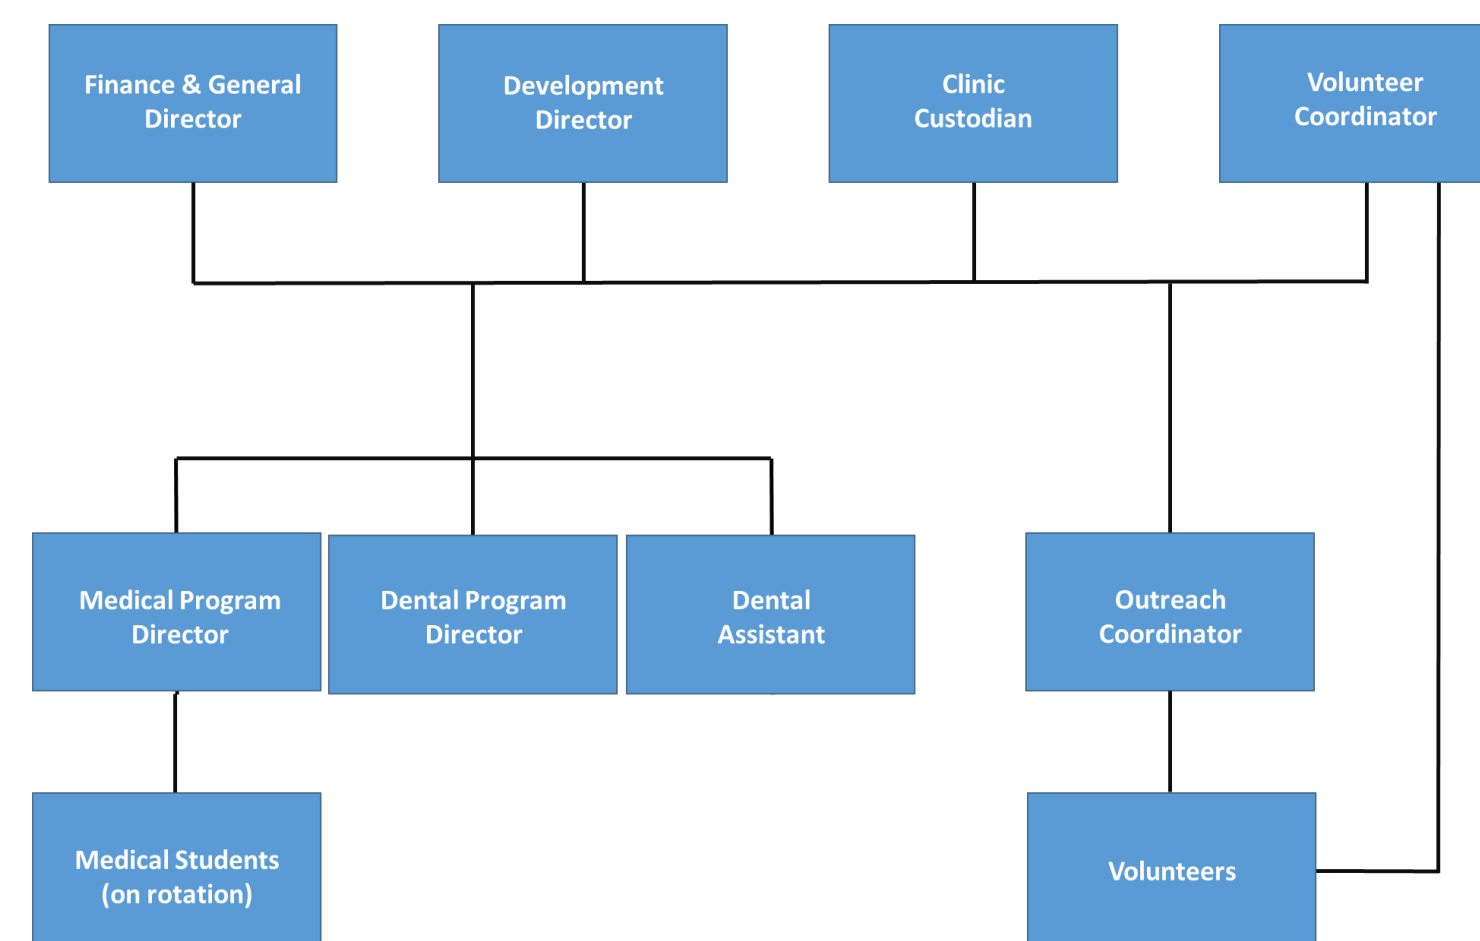 Finance & General
Director
Development
Director
Clinic
Custodian
Volunteer
Coordinator
Medical Program
Director
Dental Program
Director
Dental
Assistant
Outreach
Coordinator
Medical Students
(on rotation)
Volunteers